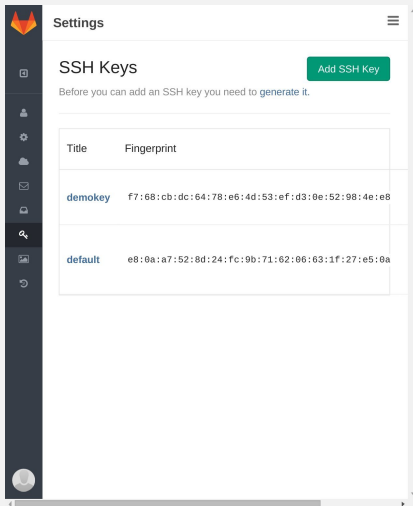 Settings
SSH Keys
Add SSH Key
Before you can add an SSH key you need to generate it.
Title Fingerprint
demokey f7:68:cb:dc:64:78:e6:4d:53:ef:d3:0e:52:98:4e:e8
default e8:0a:a7:52:8d:24:fc:9b:71:62:06:63:1f:27:e5:0a